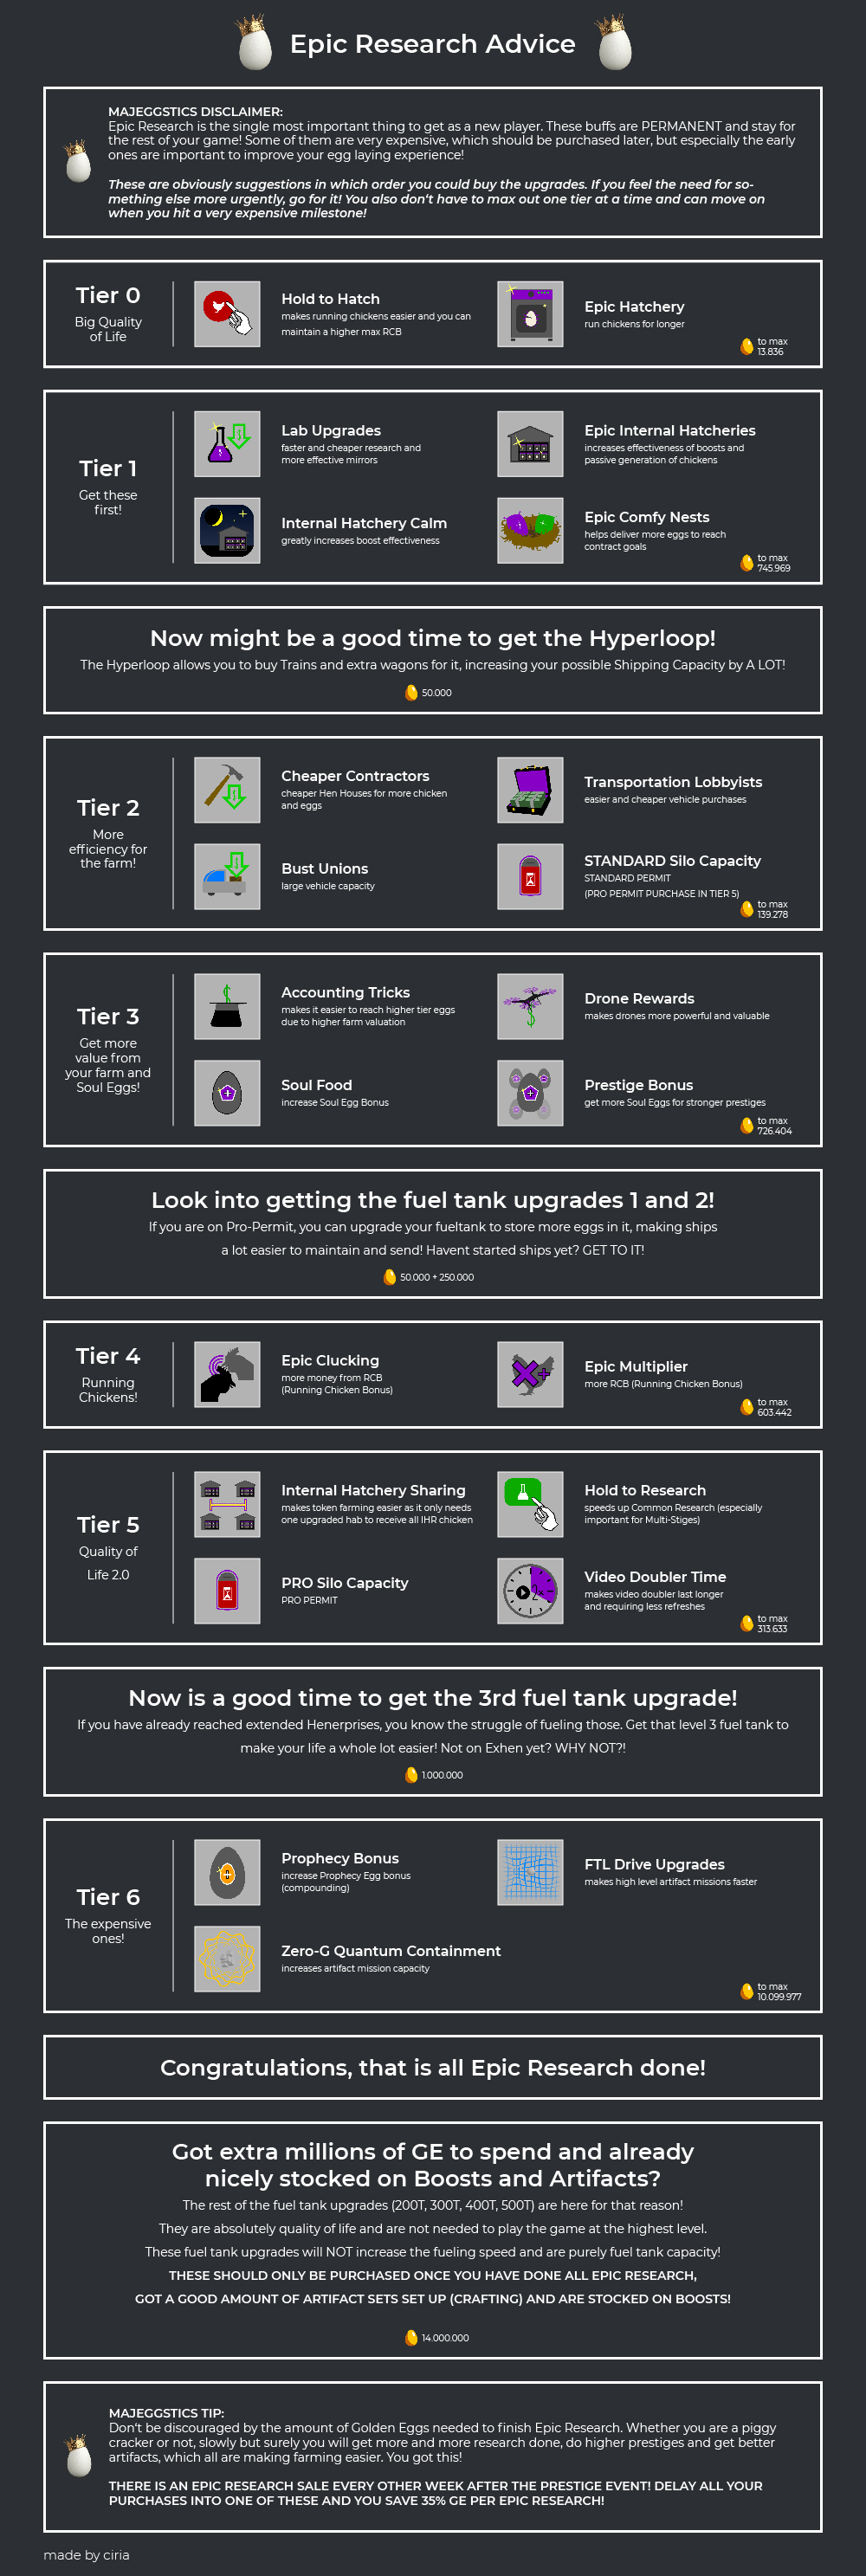 Epic Research Advice
MAJEGGSTICS DISCLAIMER:
Epic Research is the single most important thing to get as a new player. These buffs are PERMANENT and stay for
the rest of your game! Some of them are very expensive, which should be purchased later, but especially the early
ones are important to improve your egg laying experience!
These are obviously suggestions in which order you could buy the upgrades. If you feel the need for so-
mething else more urgently, go for it! You also don't have to max out one tier at a time and can move on
when you hit a very expensive milestone!
Tier 0
Big Quality
of Life
Hold to Hatch
makes running chickens easier and you can
maintain a higher max RCB
Epic Hatchery
run chickens for longer
to max
13.836
Tier 1
Get these
first!
Lab Upgrades
faster and cheaper research and
more effective mirrors
Epic Internal Hatcheries
increases effectiveness of boosts and
passive generation of chickens
Internal Hatchery Calm
greatly increases boost effectiveness
Epic Comfy Nests
helps deliver more eggs to reach
contract goals
to max
745.969
Now might be a good time to get the Hyperloop!
The Hyperloop allows you to buy Trains and extra wagons for it, increasing your possible Shipping Capacity by A LOT!
50.000
Tier 2
More
efficiency for
the farm!
Cheaper Contractors
cheaper Hen Houses for more chicken
and eggs
Transportation Lobbyists
easier and cheaper vehicle purchases
Bust Unions
large vehicle capacity
STANDARD Silo Capacity
STANDARD PERMIT
(PRO PERMIT PURCHASE IN TIER 5)
to max
139.278
Tier 3
Get more
value from
your farm and
Soul Eggs!
Accounting Tricks
makes it easier to reach higher tier eggs
due to higher farm valuation
Drone Rewards
makes drones more powerful and valuable
Soul Food
increase Soul Egg Bonus
Prestige Bonus
get more Soul Eggs for stronger prestiges
to max
726.404
Look into getting the fuel tank upgrades 1 and 2!
If you are on Pro-Permit, you can upgrade your fueltank to store more eggs in it, making ships
a lot easier to maintain and send! Havent started ships yet? GET TO IT!
50.000 + 250.000
Tier 4
Running
Chickens!
Epic Clucking
more money from RCB
(Running Chicken Bonus)
Epic Multiplier
more RCB (Running Chicken Bonus)
to max
603.442
Tier 5
Quality of
Life 2.0
Internal Hatchery Sharing
makes token farming easier as it only needs
one upgraded hab to receive all IHR chicken
Hold to Research
speeds up Common Research (especially
important for Multi-Stiges)
PRO Silo Capacity
PRO PERMIT
Video Doubler Time
makes video doubler last longer
and requiring less refreshes
to max
313.633
Now is a good time to get the 3rd fuel tank upgrade!
If you have already reached extended Henerprises, you know the struggle of fueling those. Get that level 3 fuel tank to
make your life a whole lot easier! Not on Exhen yet? WHY NOT?!
1.000.000
Tier 6
The expensive
ones!
Prophecy Bonus
increase Prophecy Egg bonus
(compounding)
FTL Drive Upgrades
makes high level artifact missions faster
Zero-G Quantum Containment
increases artifact mission capacity
to max
10.099.977
Congratulations, that is all Epic Research done!
Got extra millions of GE to spend and already
nicely stocked on Boosts and Artifacts?
The rest of the fuel tank upgrades (200T, 300T, 400T, 500T) are here for that reason!
They are absolutely quality of life and are not needed to play the game at the highest level.
These fuel tank upgrades will NOT increase the fueling speed and are purely fuel tank capacity!
THESE SHOULD ONLY BE PURCHASED ONCE YOU HAVE DONE ALL EPIC RESEARCH,
GOT A GOOD AMOUNT OF ARTIFACT SETS SET UP (CRAFTING) AND ARE STOCKED ON BOOSTS!
14.000.000
MAJEGGSTICS TIP:
Don't be discouraged by the amount of Golden Eggs needed to finish Epic Research. Whether you are a piggy
cracker or not, slowly but surely you will get more and more research done, do higher prestiges and get better
artifacts, which all are making farming easier. You got this!
THERE IS AN EPIC RESEARCH SALE EVERY OTHER WEEK AFTER THE PRESTIGE EVENT! DELAY ALL YOUR
PURCHASES INTO ONE OF THESE AND YOU SAVE 35% GE PER EPIC RESEARCH!
made by ciria